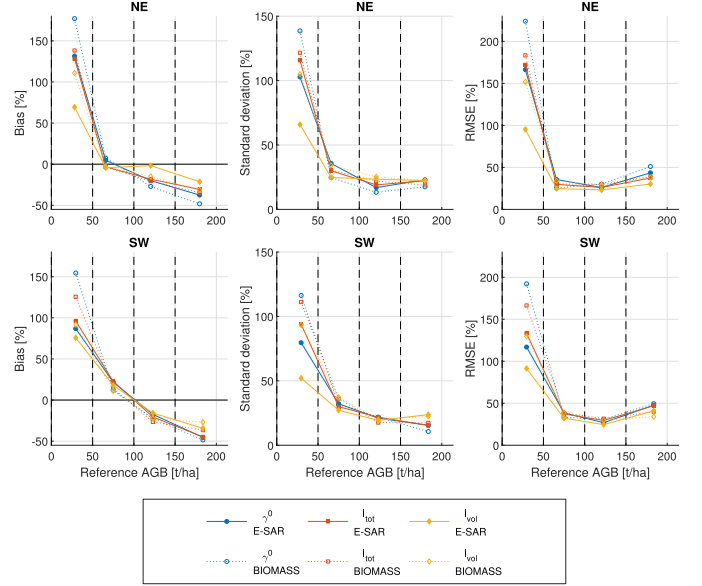 NE
Bias [%]
150
100
50
0
-50
0 50 100 150 200
NE
Standard deviation [%]
150
100
50
0
0 50 100 150 200
NE
RMSE [%]
200
150
100
50
0
0 50 100 150 200
SW
Bias [%]
150
100
50
0
-50
0 50 100 150 200
Reference AGB [t/ha]
SW
Standard deviation [%]
150
100
50
0
0 50 100 150 200
Reference AGB [t/ha]
SW
RMSE [%]
200
150
100
50
0
0 50 100 150 200
Reference AGB [t/ha]
γ⁰ E-SAR
I_tot E-SAR
I_vol E-SAR
γ⁰ BIOMASS
I_tot BIOMASS
I_vol BIOMASS